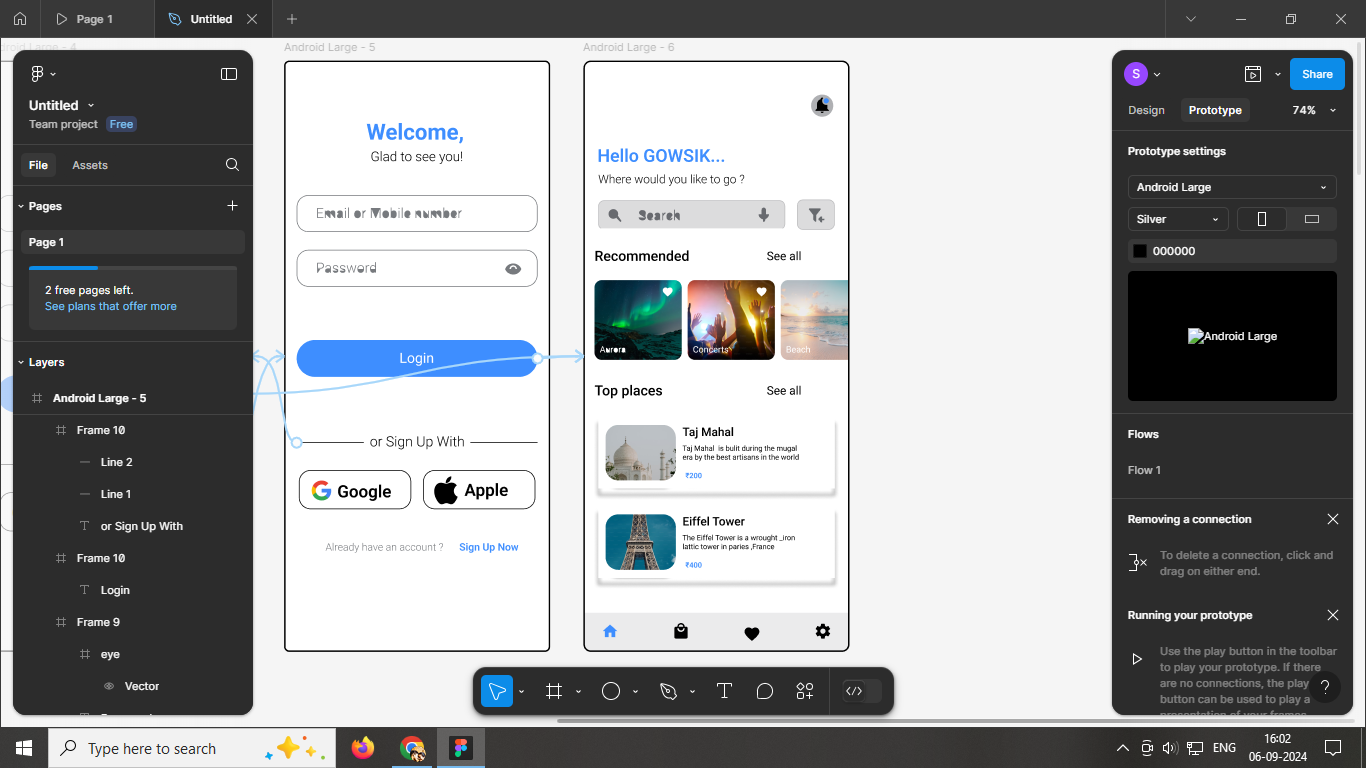 Page 1
Untitled
Android Large - 4
Android Large - 5
Android Large - 6
Untitled
Team project Free
File Assets
Pages
Page 1
2 free pages left.
See plans that offer more
Layers
Android Large - 5
Frame 10
Line 2
Line 1
or Sign Up With
Frame 10
Login
Frame 9
eye
Vector
Welcome,
Glad to see you!
Email or Mobile number
Password
Login
or Sign Up With
Google
Apple
Already have an account ? Sign Up Now
Hello GOWSIK...
Where would you like to go ?
Search
Recommended See all
Aurora
Concerts
Beach
Top places See all
Taj Mahal
Taj Mahal is bulit during the mugal
era by the best artisans in the world
₹200
Eiffel Tower
The Eiffel Tower is a wrought _iron
lattic tower in paries ,France
₹400
S
Share
Design Prototype 74%
Prototype settings
Android Large
Silver
000000
Android Large
Flows
Flow 1
Removing a connection
To delete a connection, click and
drag on either end.
Running your prototype
Use the play button in the toolbar
to play your prototype. If there
are no connections, the play
button can be used to play a
presentation of your frames
?
Type here to search
ENG
16:02
06-09-2024